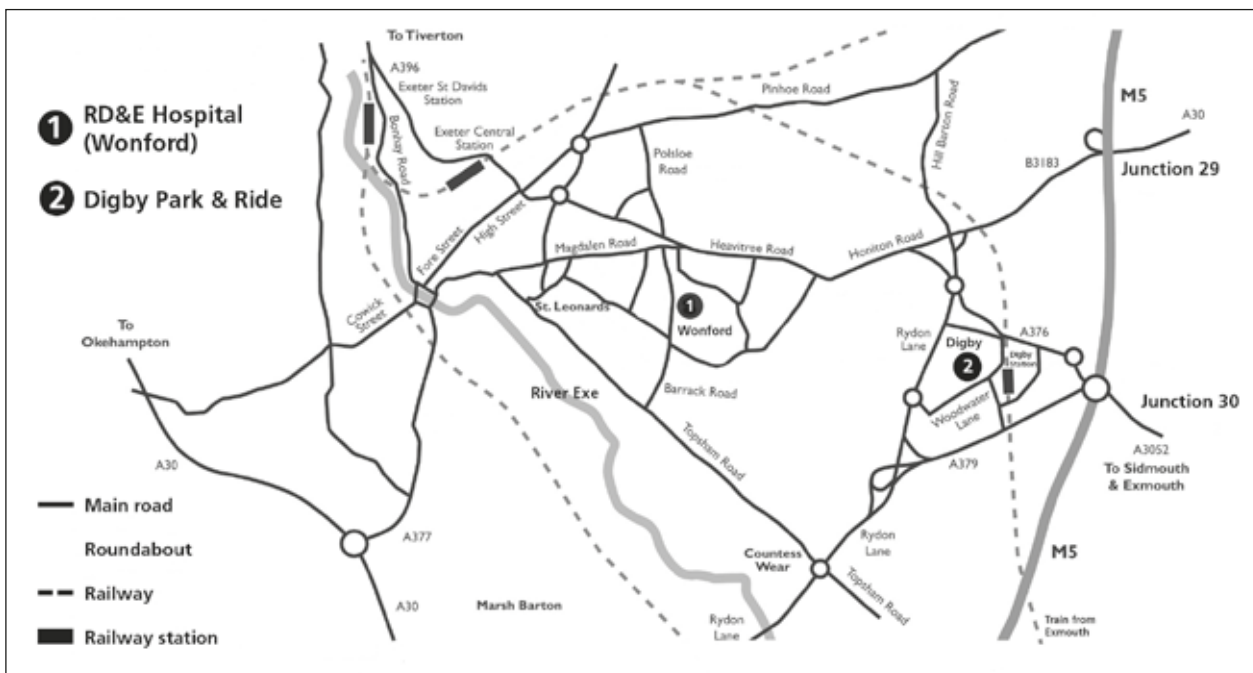 To Tiverton
A396
Exeter St Davids
Station
1 RD&E Hospital
(Wonford)
2 Digby Park & Ride
Bonhay Road
Exeter Central
Station
Pinhoe Road
Polsloe
Road
Hill Barton Road
M5
A30
B3183
Junction 29
Fore Street
High Street
Magdalen Road
Heavitree Road
Honiton Road
Cowick
Street
St. Leonards
1
Wonford
To
Okehampton
Rydon
Lane
Digby
2
Digby
Station
A376
Woodwater
Lane
Junction 30
River Exe
Barrack Road
Topsham Road
A379
A3052
To Sidmouth
& Exmouth
A30
Main road
Roundabout
Railway
Railway station
A377
A30
Marsh Barton
Countess
Wear
Rydon
Lane
Topsham Road
Rydon
Lane
M5
Train from
Exmouth